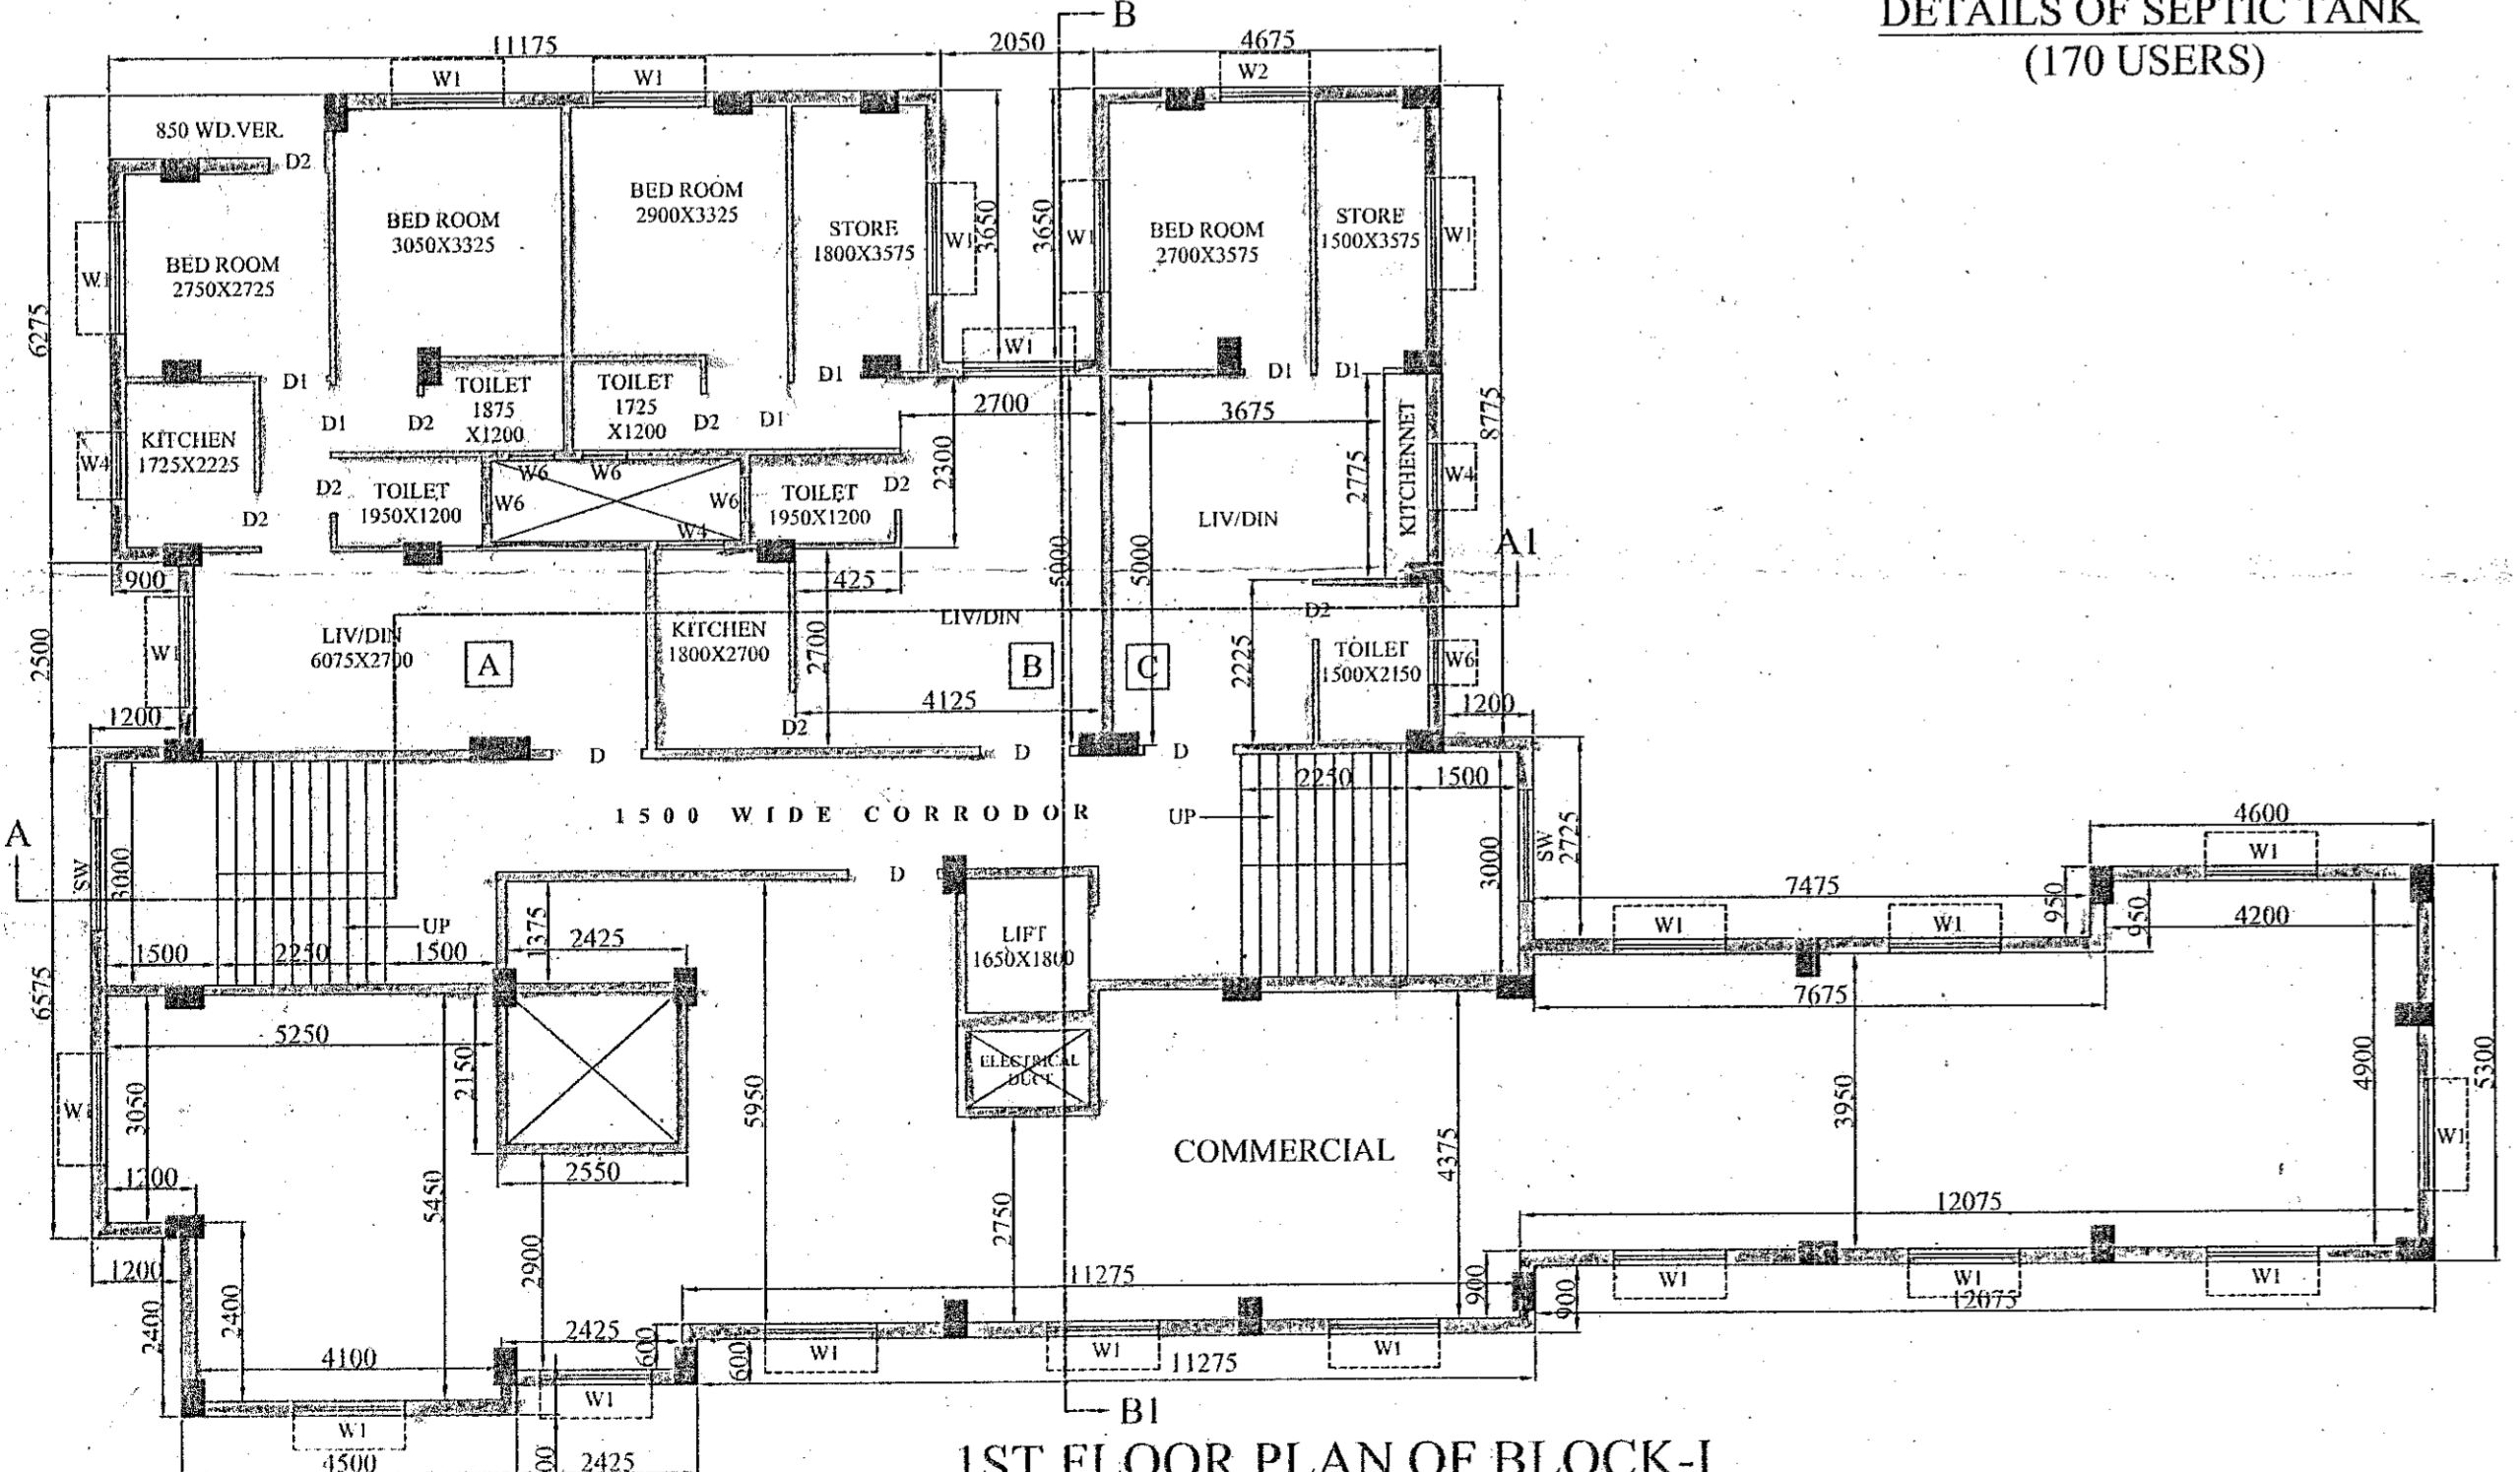 B
DETAILS OF SEPTIC TANK
(170 USERS)
11175
2050
4675
W1
W1
W2
850 WD.VER.
D2
BED ROOM
2750X2725
BED ROOM
3050X3325
BED ROOM
2900X3325
STORE
1800X3575
W1
3650
3650
W1
BED ROOM
2700X3575
STORE
1500X3575
W1
W1
6275
W1
D1
D1
D2
TOILET
1875
X1200
TOILET
1725
X1200
D2
D1
D1
2700
D1
D1
3675
8775
KITCHEN
1725X2225
W4
D2
D2
TOILET
1950X1200
W6
W6
W6
W6
W4
TOILET
1950X1200
D2
2300
5000
5000
LIV/DIN
2775
KITCHENNET
W4
A1
900
425
2500
W1
LIV/DIN
6075X2700
A
KITCHEN
1800X2700
2700
LIV/DIN
B
C
2225
D2
TOILET
1500X2150
W6
1200
4125
D2
1200
D
D
D
2250
1500
1500 WIDE CORRODOR
UP
A
SW
3000
3000
SW
2725
4600
W1
D
7475
950
950
4200
W1
W1
1500
2250
UP
1500
1375
2425
LIFT
1650X1800
7675
6575
5250
2150
ELECTRICAL
DUCT
W1
3050
5950
3950
4900
5300
W1
COMMERCIAL
4375
1200
2550
5450
2750
12075
1200
2900
11275
900
900
W1
W1
W1
12075
2400
2400
2425
600
600
W1
W1
W1
11275
4100
W1
W1
B1
4500
2425
1ST FLOOR PLAN OF BLOCK-I